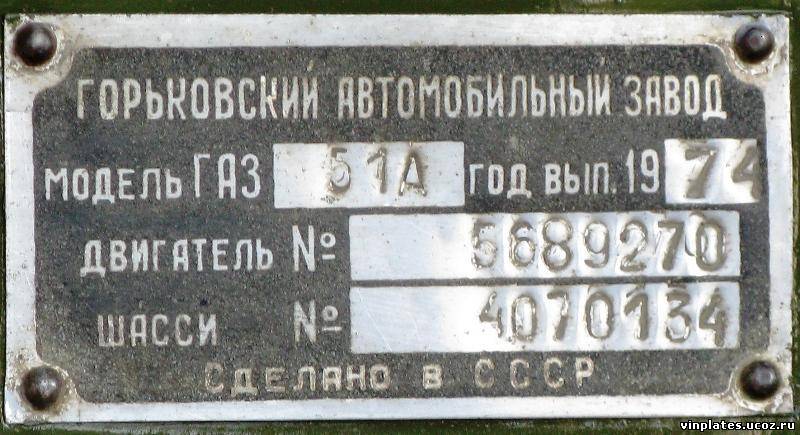 ГОРЬКОВСКИЙ АВТОМОБИЛЬНЫЙ ЗАВОД
МОДЕЛЬ ГАЗ 51А ГОД ВЫП. 1974
ДВИГАТЕЛЬ № 5689270
ШАССИ № 4070134
СДЕЛАНО В СССР
vinplates.ucoz.ru